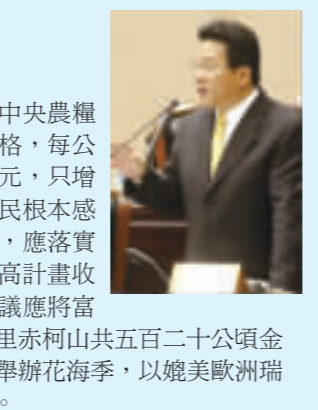 中央農糧
格，每公
元，只增
民根本感
，應落實
高計畫收
議應將富
里赤柯山共五百二十公頃金
舉辦花海季，以媲美歐洲瑞
。